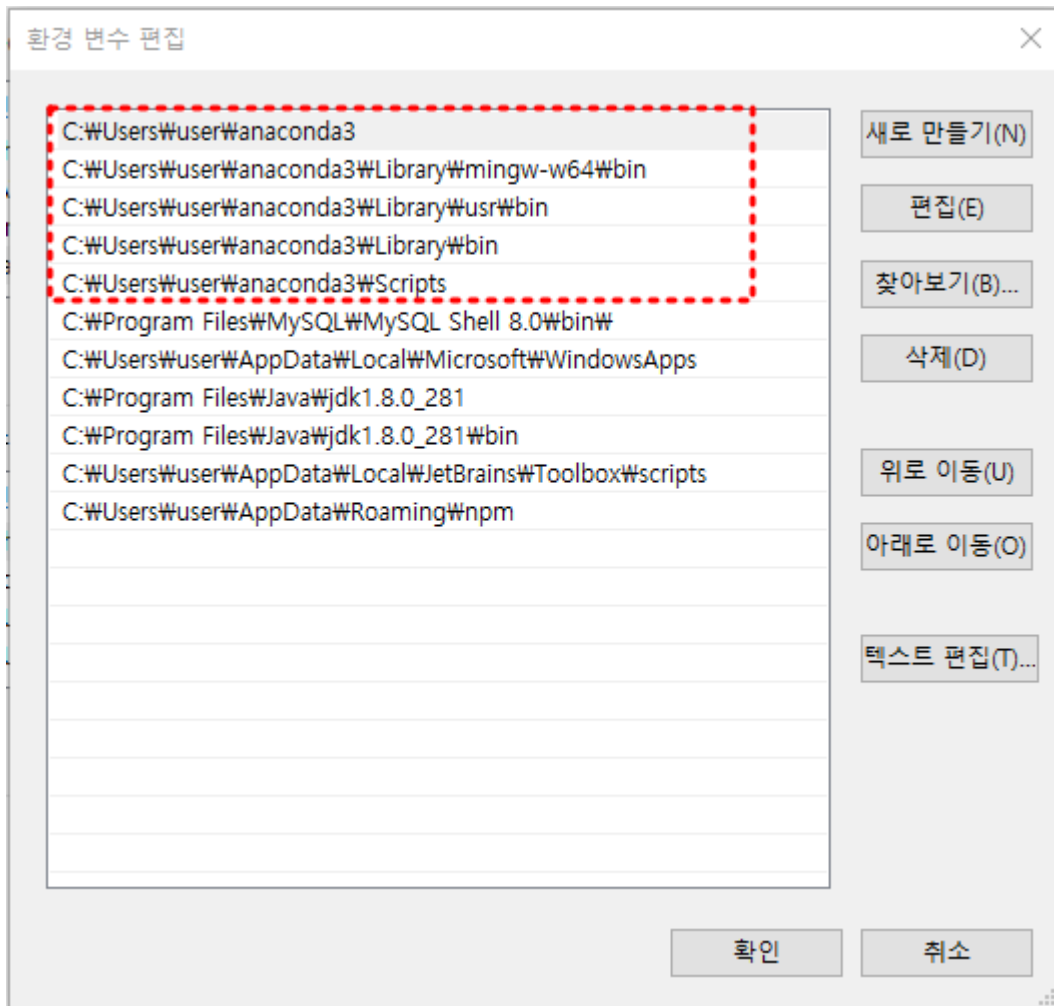 환경 변수 편집
C:₩Users₩user₩anaconda3
C:₩Users₩user₩anaconda3₩Library₩mingw-w64₩bin
C:₩Users₩user₩anaconda3₩Library₩usr₩bin
C:₩Users₩user₩anaconda3₩Library₩bin
C:₩Users₩user₩anaconda3₩Scripts
C:₩Program Files₩MySQL₩MySQL Shell 8.0₩bin₩
C:₩Users₩user₩AppData₩Local₩Microsoft₩WindowsApps
C:₩Program Files₩Java₩jdk1.8.0_281
C:₩Program Files₩Java₩jdk1.8.0_281₩bin
C:₩Users₩user₩AppData₩Local₩JetBrains₩Toolbox₩scripts
C:₩Users₩user₩AppData₩Roaming₩npm
새로 만들기(N)
편집(E)
찾아보기(B)...
삭제(D)
위로 이동(U)
아래로 이동(O)
텍스트 편집(T)...
확인
취소